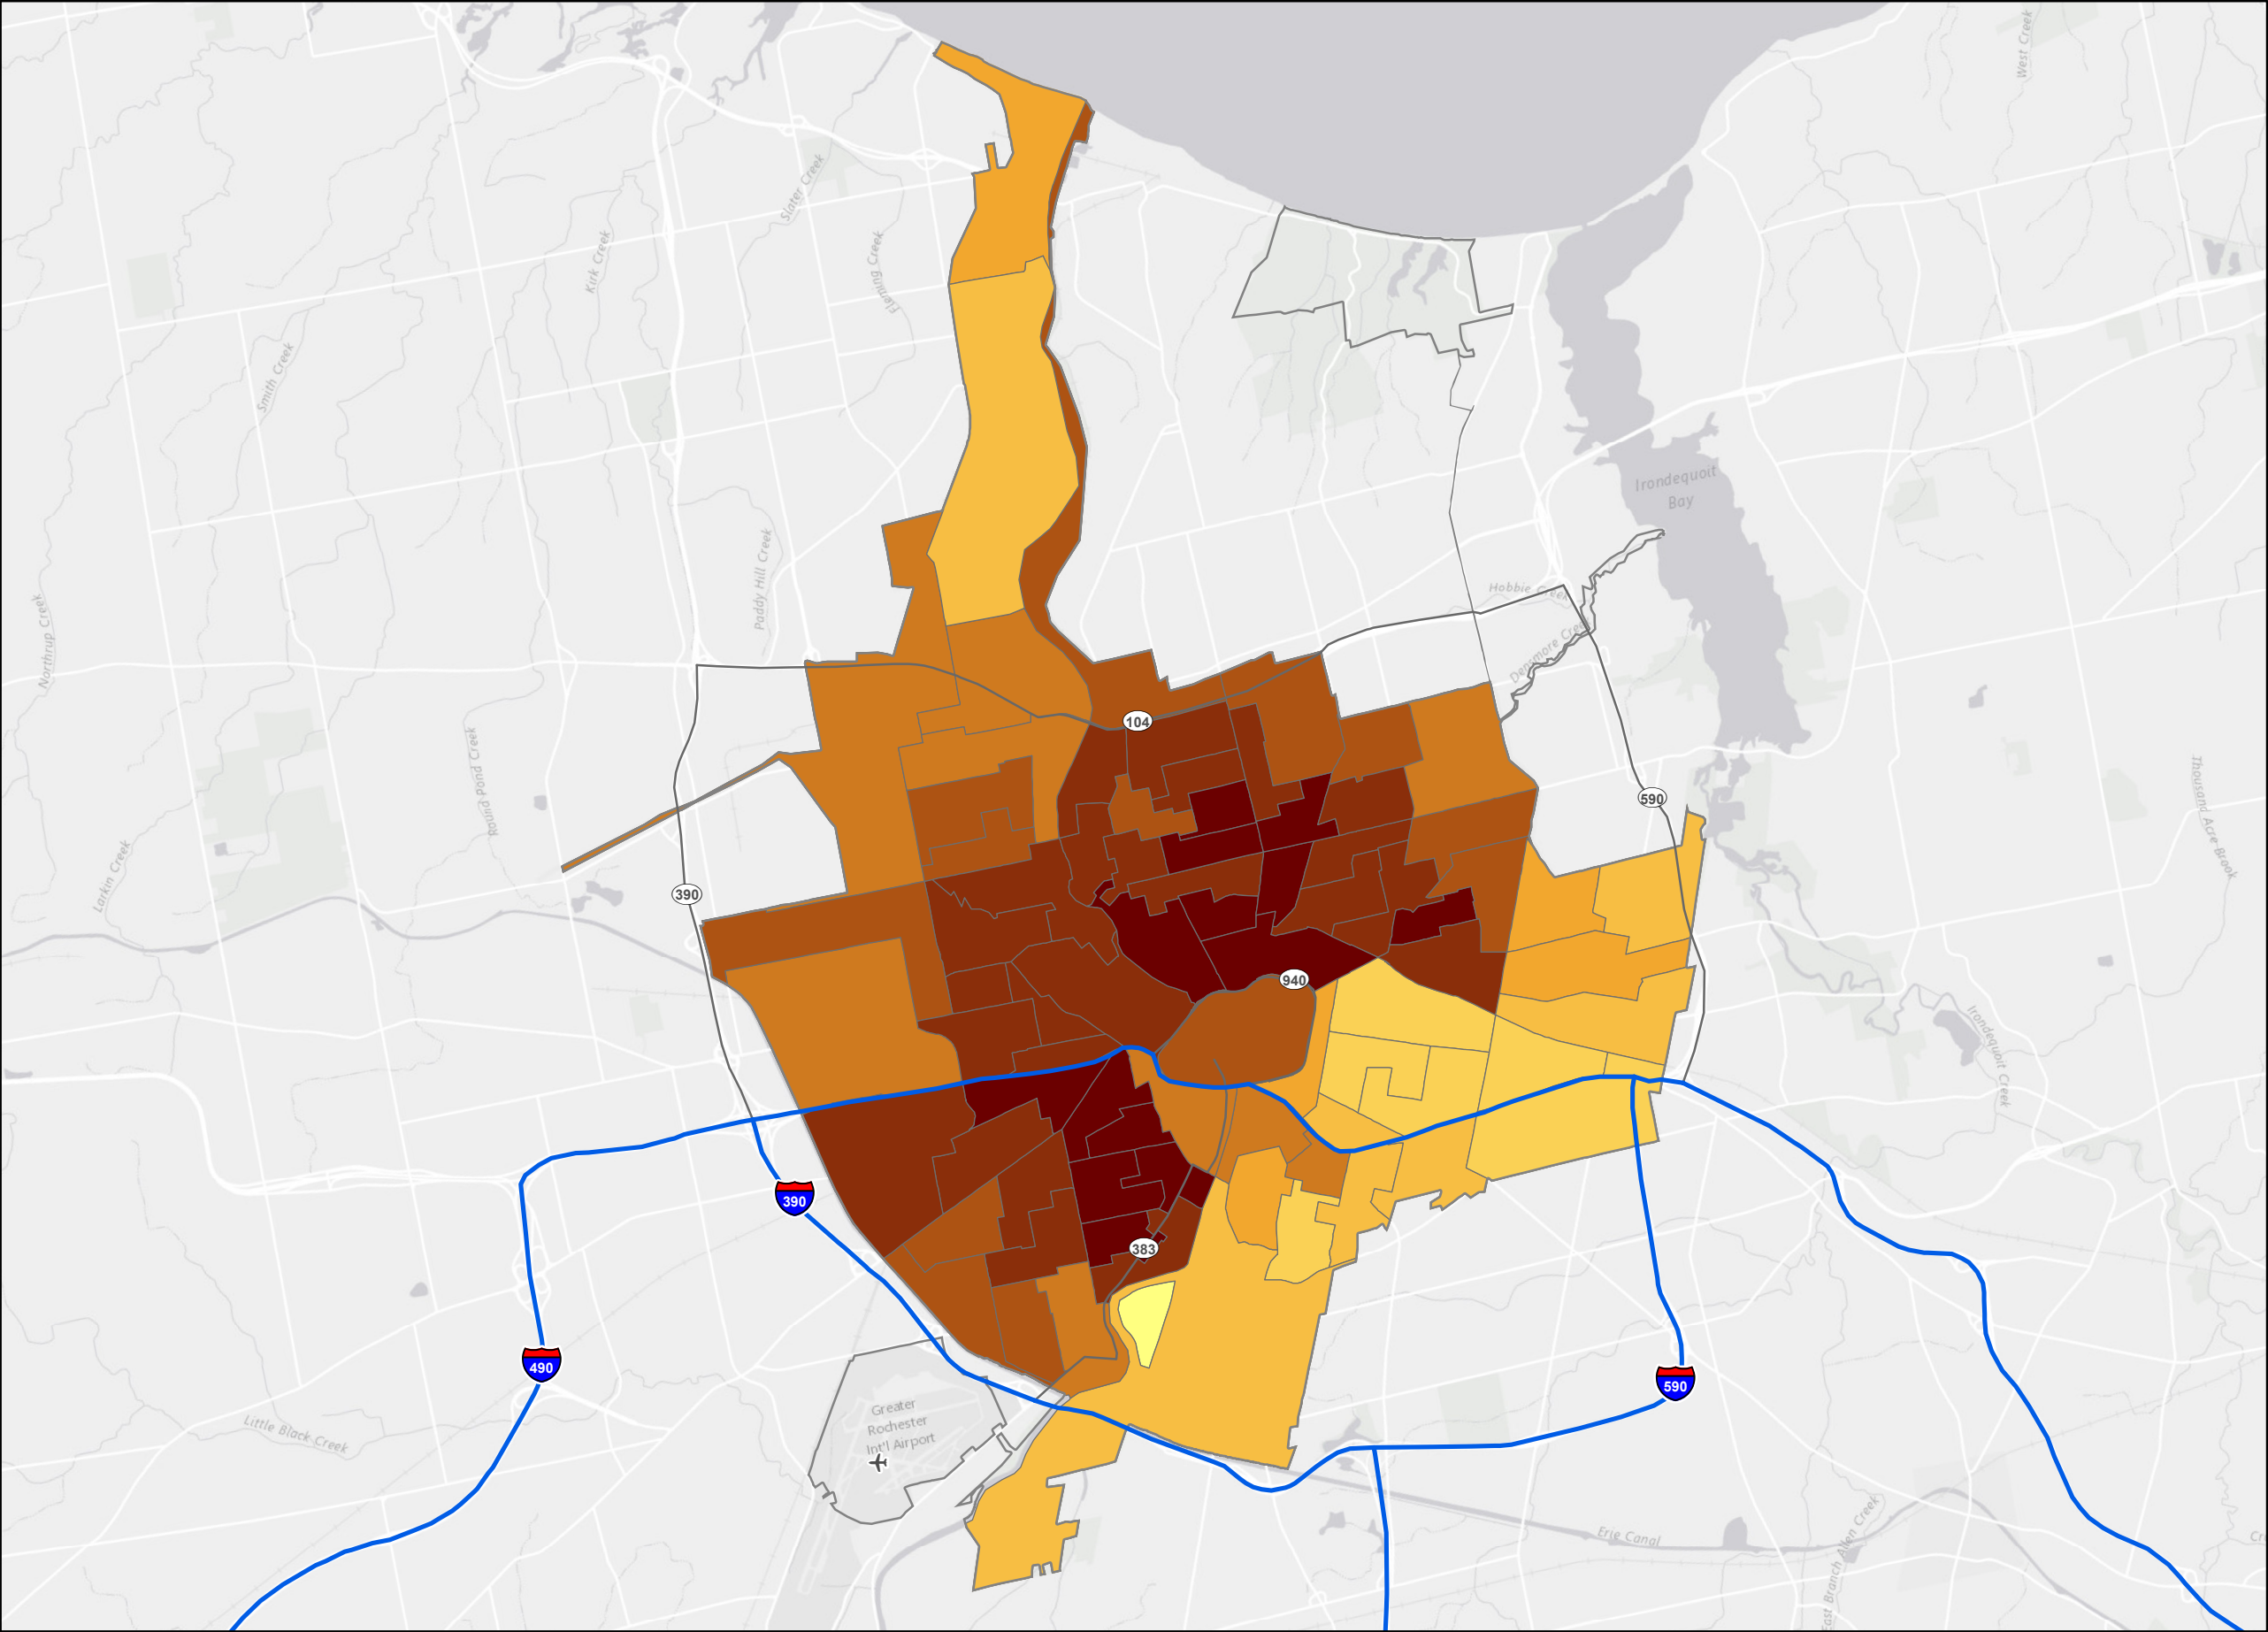 West Creek
Slater Creek
Kirk Creek
Fleming Creek
Smith Creek
Irondequoit
Bay
Paddy Hill Creek
Hobbie Creek
Northrup Creek
Densmore Creek
104
Round Pond Creek
590
Thousand Acre Brook
Larkin Creek
390
940
Irondequoit Creek
390
383
490
590
Greater
Rochester
Int'l Airport
Little Black Creek
Erie Canal
East Branch Allen Creek